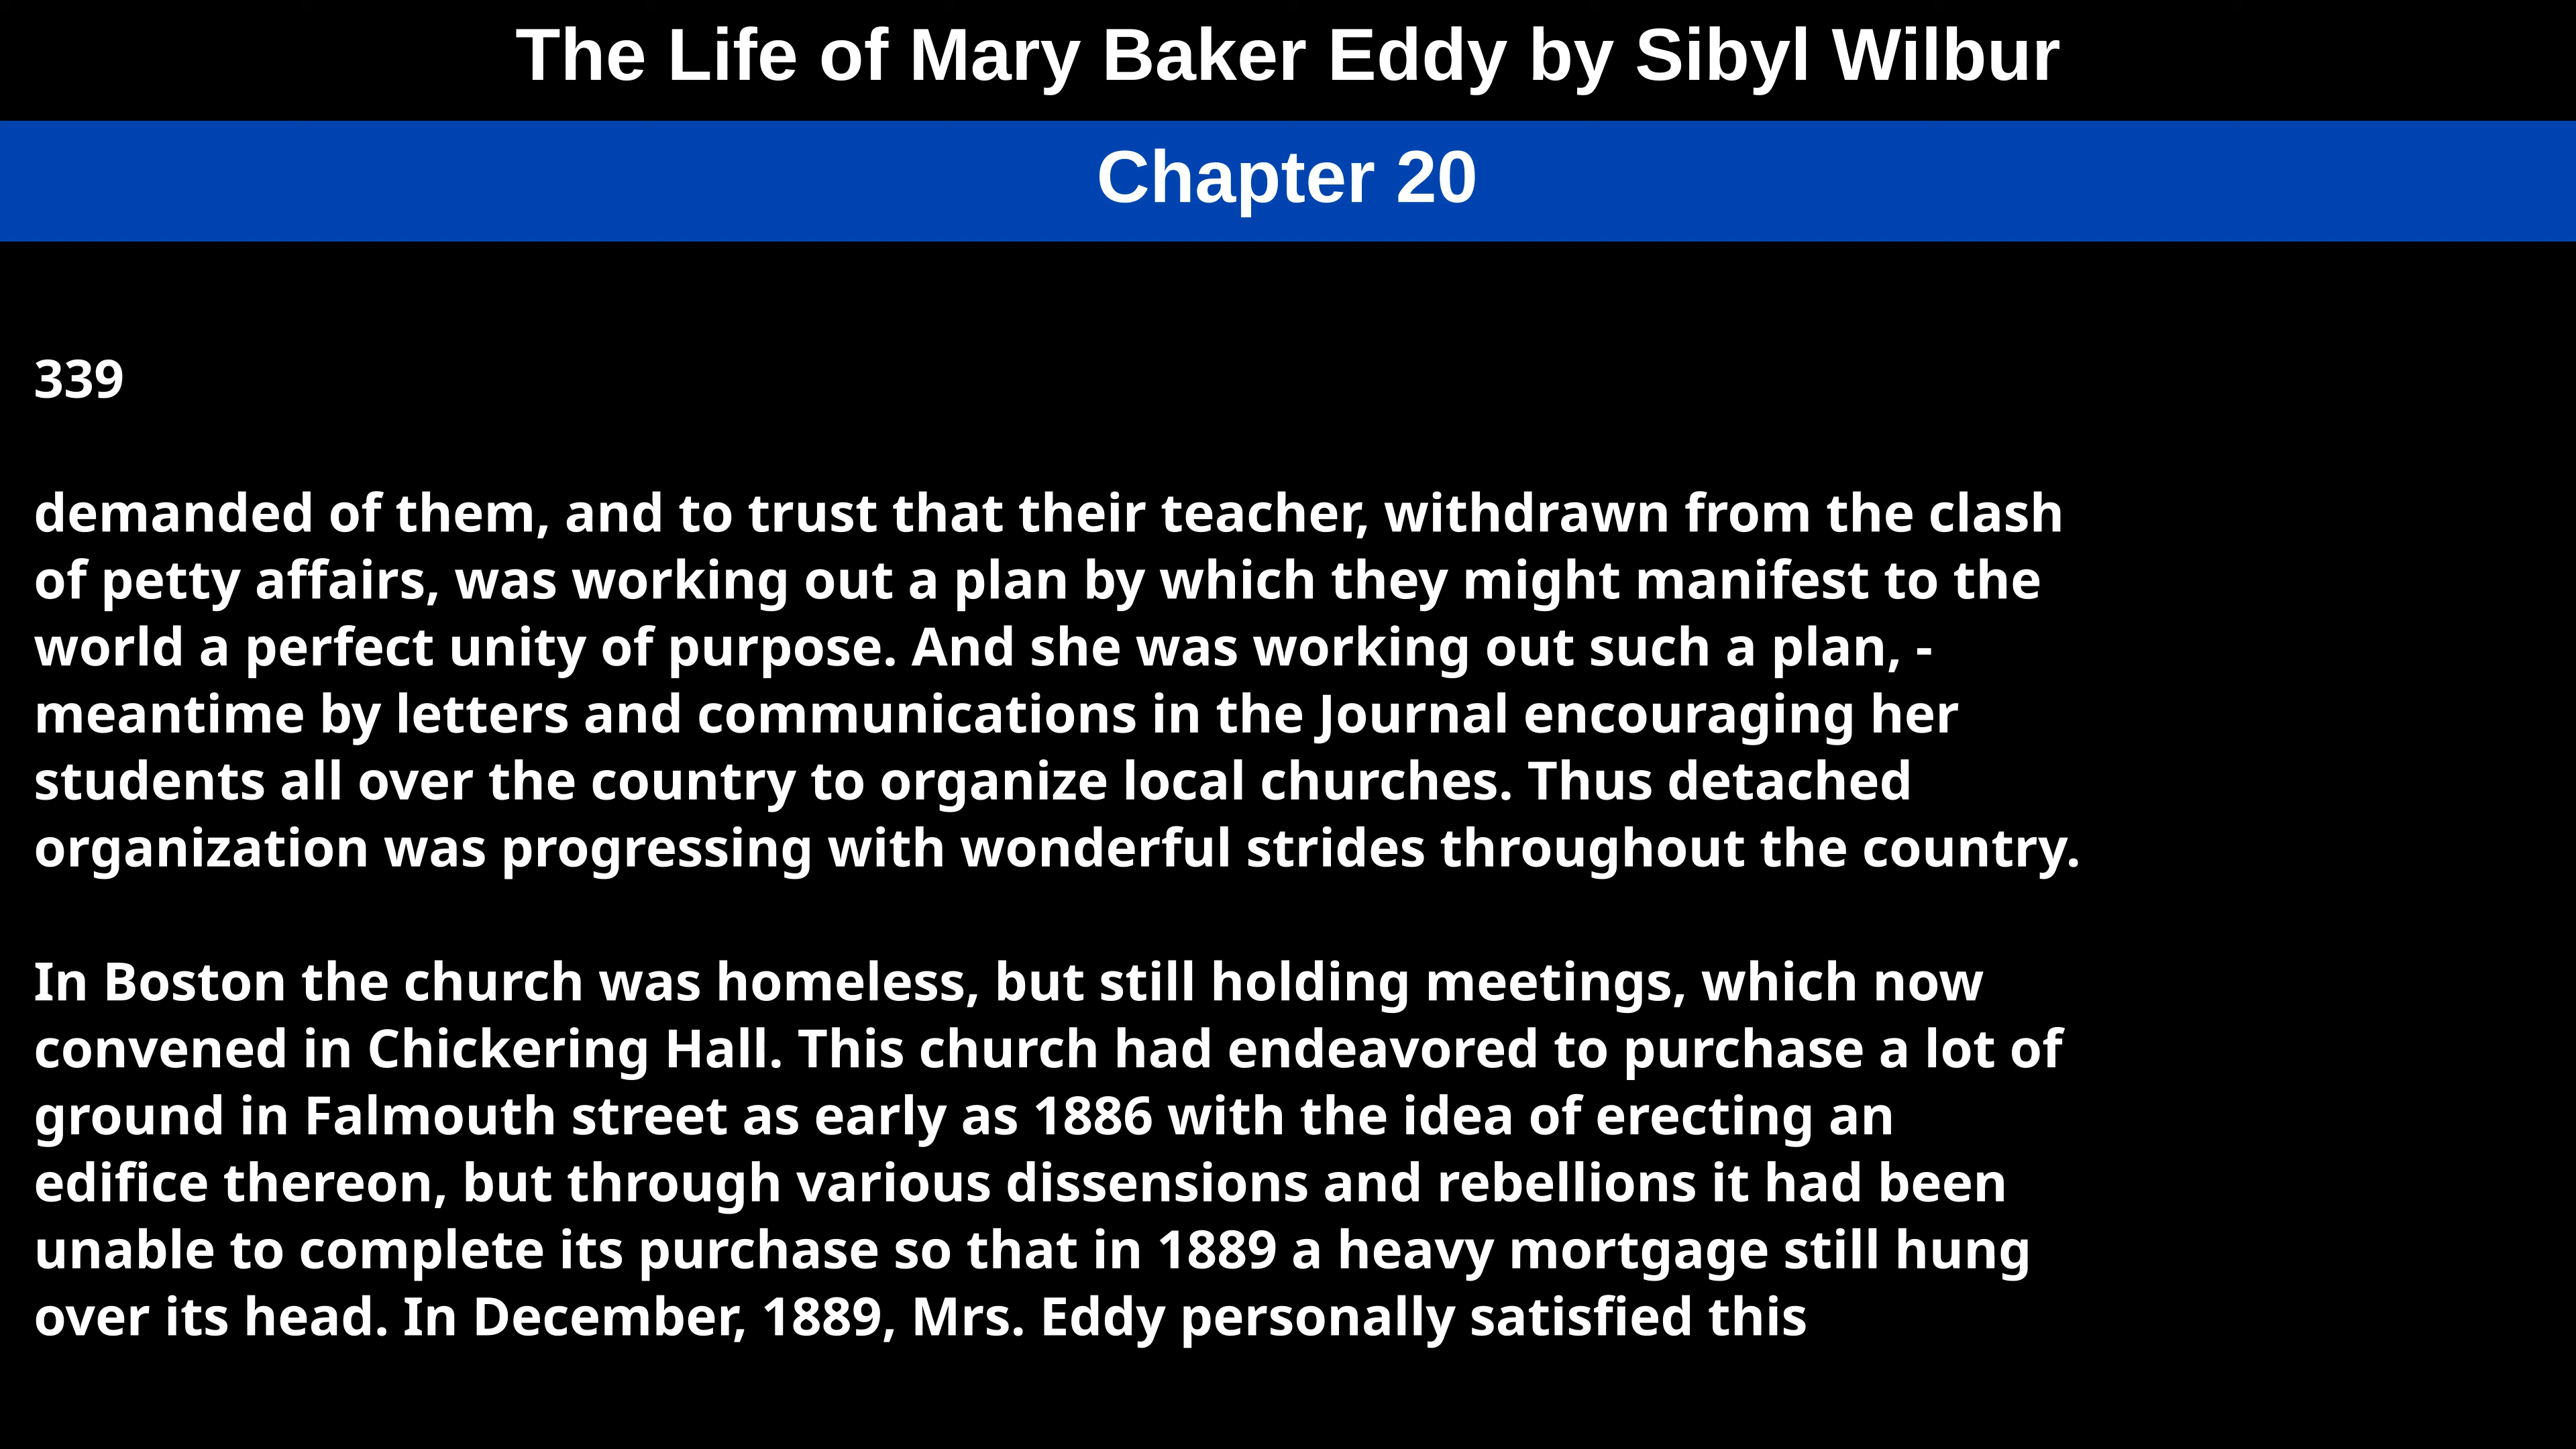 The Life of Mary Baker Eddy by Sibyl Wilbur
Chapter 20
339
demanded of them, and to trust that their teacher, withdrawn from the clash
of petty affairs, was working out a plan by which they might manifest to the
world a perfect unity of purpose. And she was working out such a plan, -
meantime by letters and communications in the Journal encouraging her
students all over the country to organize local churches. Thus detached
organization was progressing with wonderful strides throughout the country.
In Boston the church was homeless, but still holding meetings, which now
convened in Chickering Hall. This church had endeavored to purchase a lot of
ground in Falmouth street as early as 1886 with the idea of erecting an
edifice thereon, but through various dissensions and rebellions it had been
unable to complete its purchase so that in 1889 a heavy mortgage still hung
over its head. In December, 1889, Mrs. Eddy personally satisfied this